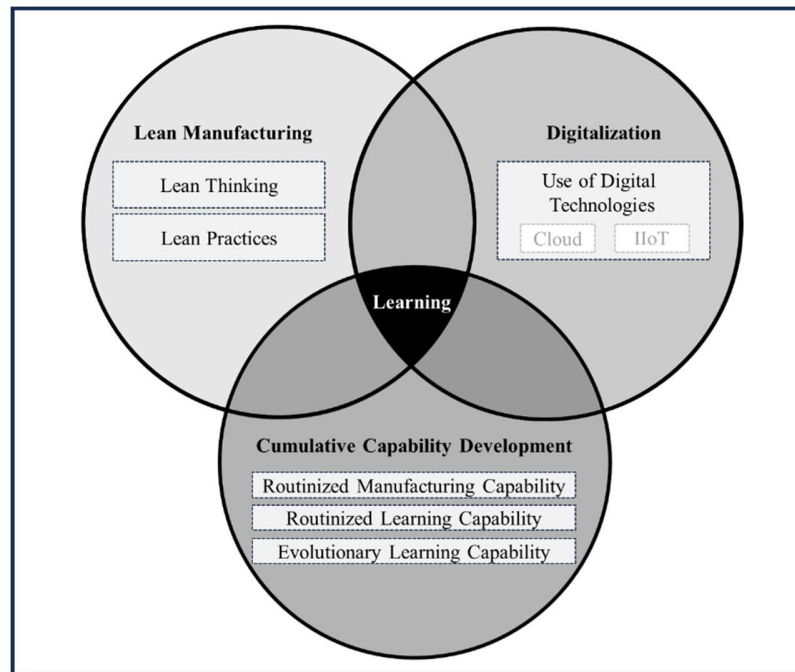 Lean Manufacturing
Lean Thinking
Lean Practices
Digitalization
Use of Digital
Technologies
Cloud
IIoT
Learning
Cumulative Capability Development
Routinized Manufacturing Capability
Routinized Learning Capability
Evolutionary Learning Capability